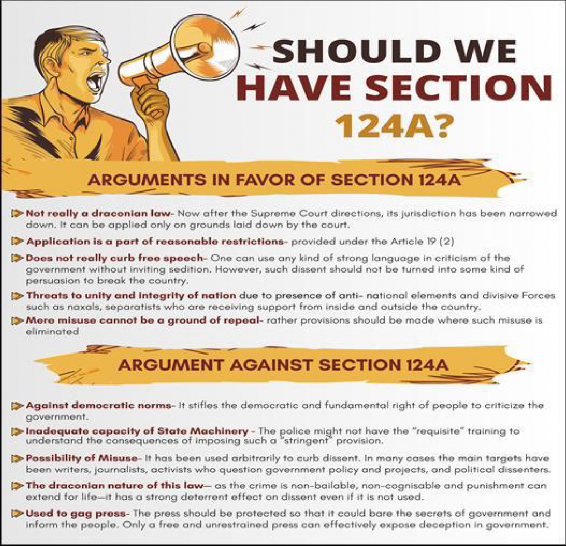 SHOULD WE
HAVE SECTION
124A?
ARGUMENTS IN FAVOR OF SECTION 124A
Not really a draconian law- Now after the Supreme Court directions, its jurisdiction has been narrowed
down. It can be applied only on grounds laid down by the court.
Application is a part of reasonable restrictions- provided under the Article 19 (2)
Does not really curb free speech- One can use any kind of strong language in criticism of the
government without inviting sedition. However, such dissent should not be turned into some kind of
persuasion to break the country.
Threats to unity and integrity of nation due to presence of anti- national elements and divisive Forces
such as naxals, separatists who are receiving support from inside and outside the country.
Mere misuse cannot be a ground of repeal- rather provisions should be made where such misuse is
eliminated
ARGUMENT AGAINST SECTION 124A
Against democratic norms- It stifles the democratic and fundamental right of people to criticize the
government.
Inadequate capacity of State Machinery - The police might not have the "requisite" training to
understand the consequences of imposing such a "stringent" provision.
Possibility of Misuse- It has been used arbitrarily to curb dissent. In many cases the main targets have
been writers, journalists, activists who question government policy and projects, and political dissenters.
The draconian nature of this law— as the crime is non-bailable, non-cognisable and punishment can
extend for life—it has a strong deterrent effect on dissent even if it is not used.
Used to gag press- The press should be protected so that it could bare the secrets of government and
inform the people. Only a free and unrestrained press can effectively expose deception in government.